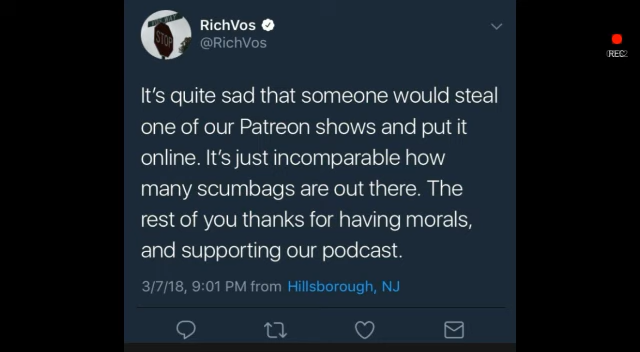 RichVos
@RichVos
STOP
It's quite sad that someone would steal
one of our Patreon shows and put it
online. It's just incomparable how
many scumbags are out there. The
rest of you thanks for having morals,
and supporting our podcast.
3/7/18, 9:01 PM from Hillsborough, NJ
REC